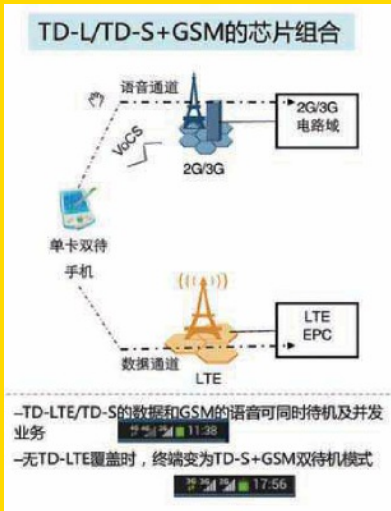 TD-L/TD-S+GSM的芯片组合
语音通道
2G/3G
电路域
VoCS
2G/3G
单卡双待
手机
LTE
EPC
数据通道
LTE
–TD-LTE/TD-S的数据和GSM的语音可同时待机及并发
业务
4G 11:38
–无TD-LTE覆盖时，终端变为TD-S+GSM双待机模式
3G 3G 17:56